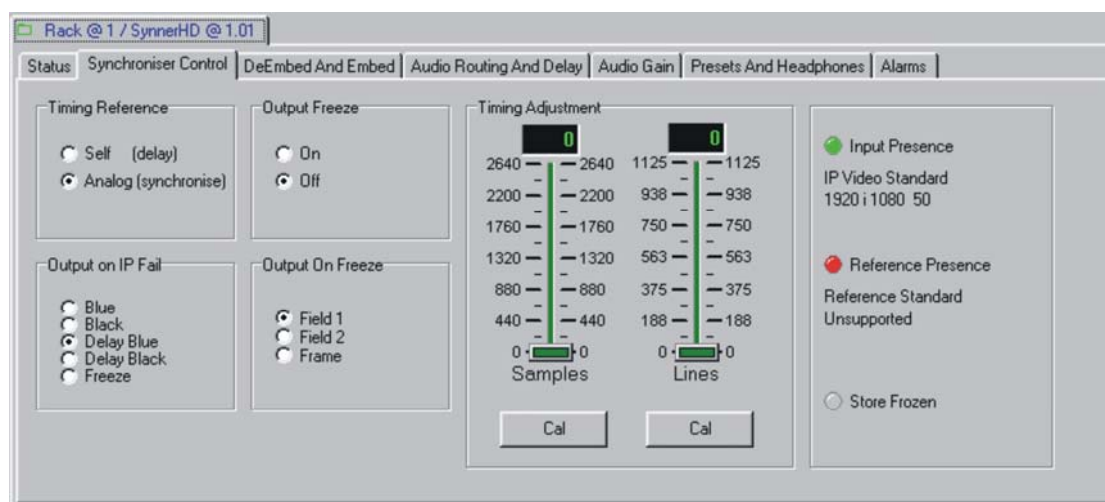 Rack @ 1 / SynnerHD @ 1.01
Status Synchroniser Control DeEmbed And Embed Audio Routing And Delay Audio Gain Presets And Headphones Alarms
Timing Reference
Self (delay)
Analog (synchronise)
Output Freeze
On
Off
Output on IP Fail
Blue
Black
Delay Blue
Delay Black
Freeze
Output On Freeze
Field 1
Field 2
Frame
Timing Adjustment
0 0
2640 2640 1125 1125
2200 2200 938 938
1760 1760 750 750
1320 1320 563 563
880 880 375 375
440 440 188 188
0 0 0 0
Samples Lines
Cal Cal
Input Presence
IP Video Standard
1920 i 1080 50
Reference Presence
Reference Standard
Unsupported
Store Frozen